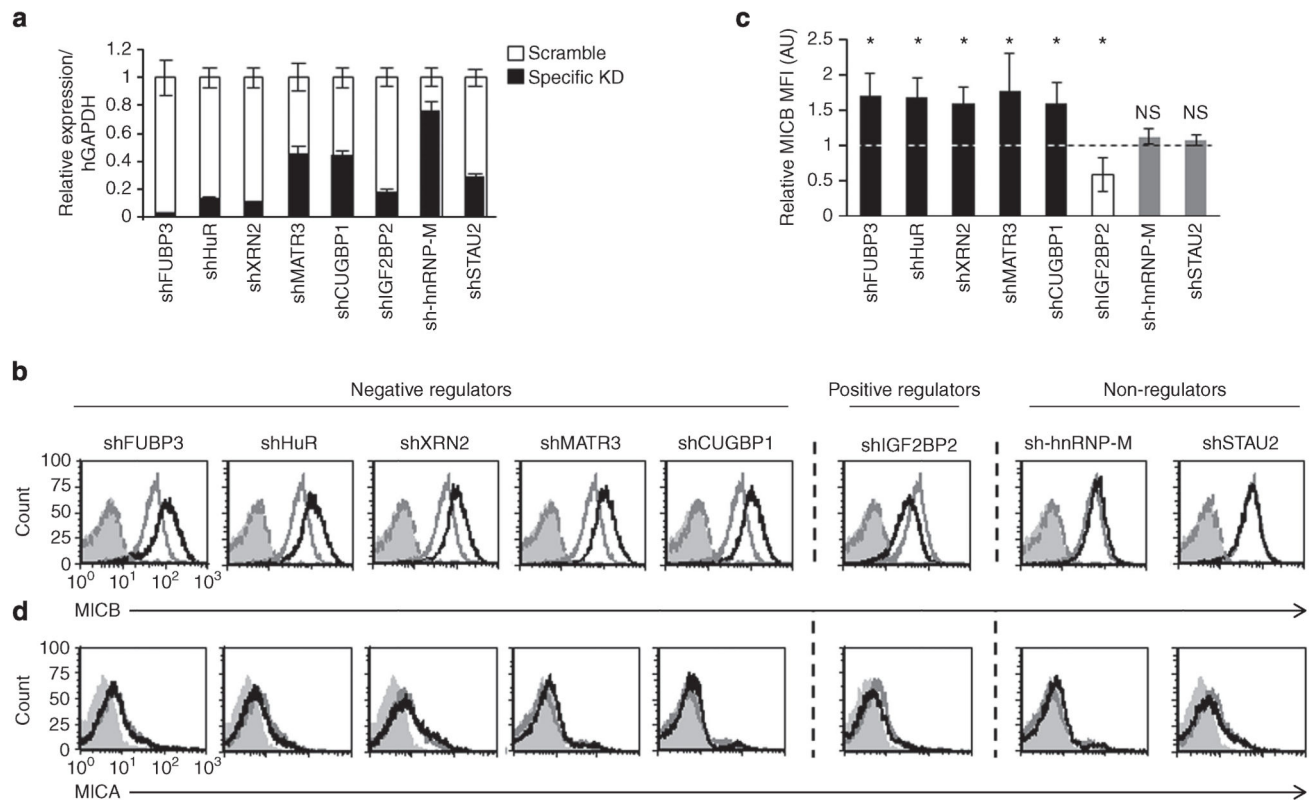 a
Relative expression/
hGAPDH
1.2
1
0.8
0.6
0.4
0.2
0
Scramble
Specific KD
shFUBP3
shHuR
shXRN2
shMATR3
shCUGBP1
shIGF2BP2
sh-hnRNP-M
shSTAU2
c
Relative MICB MFI (AU)
2.5
2
1.5
1
0.5
0
* * * * * * NS NS
shFUBP3
shHuR
shXRN2
shMATR3
shCUGBP1
shIGF2BP2
sh-hnRNP-M
shSTAU2
b
Negative regulators Positive regulators Non-regulators
shFUBP3 shHuR shXRN2 shMATR3 shCUGBP1 shIGF2BP2 sh-hnRNP-M shSTAU2
Count
100
75
50
25
0
10⁰ 10¹ 10² 10³
MICB
d
Count
100
75
50
25
0
10⁰ 10¹ 10² 10³
MICA